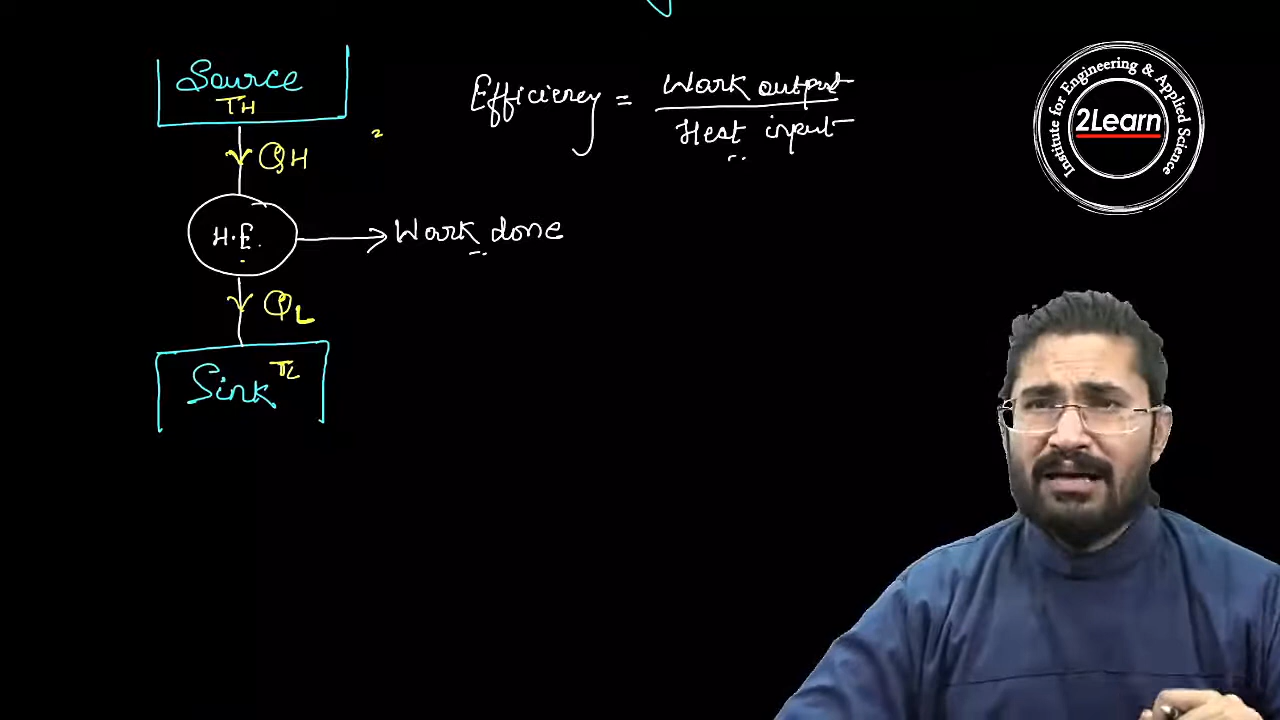 Source
TH
QH
H.E.
Work done
QL
Sink TL
Efficiency = Work output
Heat input
Institute for Engineering & Applied Science
2Learn